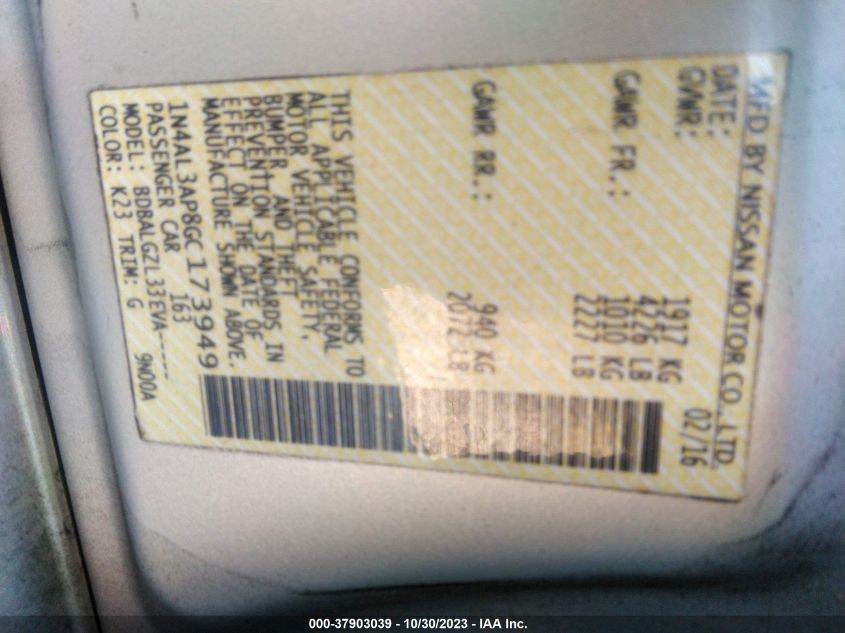 MFD BY NISSAN MOTOR CO., LTD.
DATE: 02/16
GVWR: 1917 KG
4226 LB
GAWR FR.: 1010 KG
2227 LB
GAWR RR.: 940 KG
2072 LB
THIS VEHICLE CONFORMS TO
ALL APPLICABLE FEDERAL
MOTOR VEHICLE SAFETY,
BUMPER AND THEFT
PREVENTION STANDARDS IN
EFFECT ON THE DATE OF
MANUFACTURE SHOWN ABOVE.
1N4AL3AP8GC173949
PASSENGER CAR 163
MODEL: BDBALGZL33EVA-----
COLOR: K23 TRIM: G 9N00A
000-37903039 - 10/30/2023 - IAA Inc.